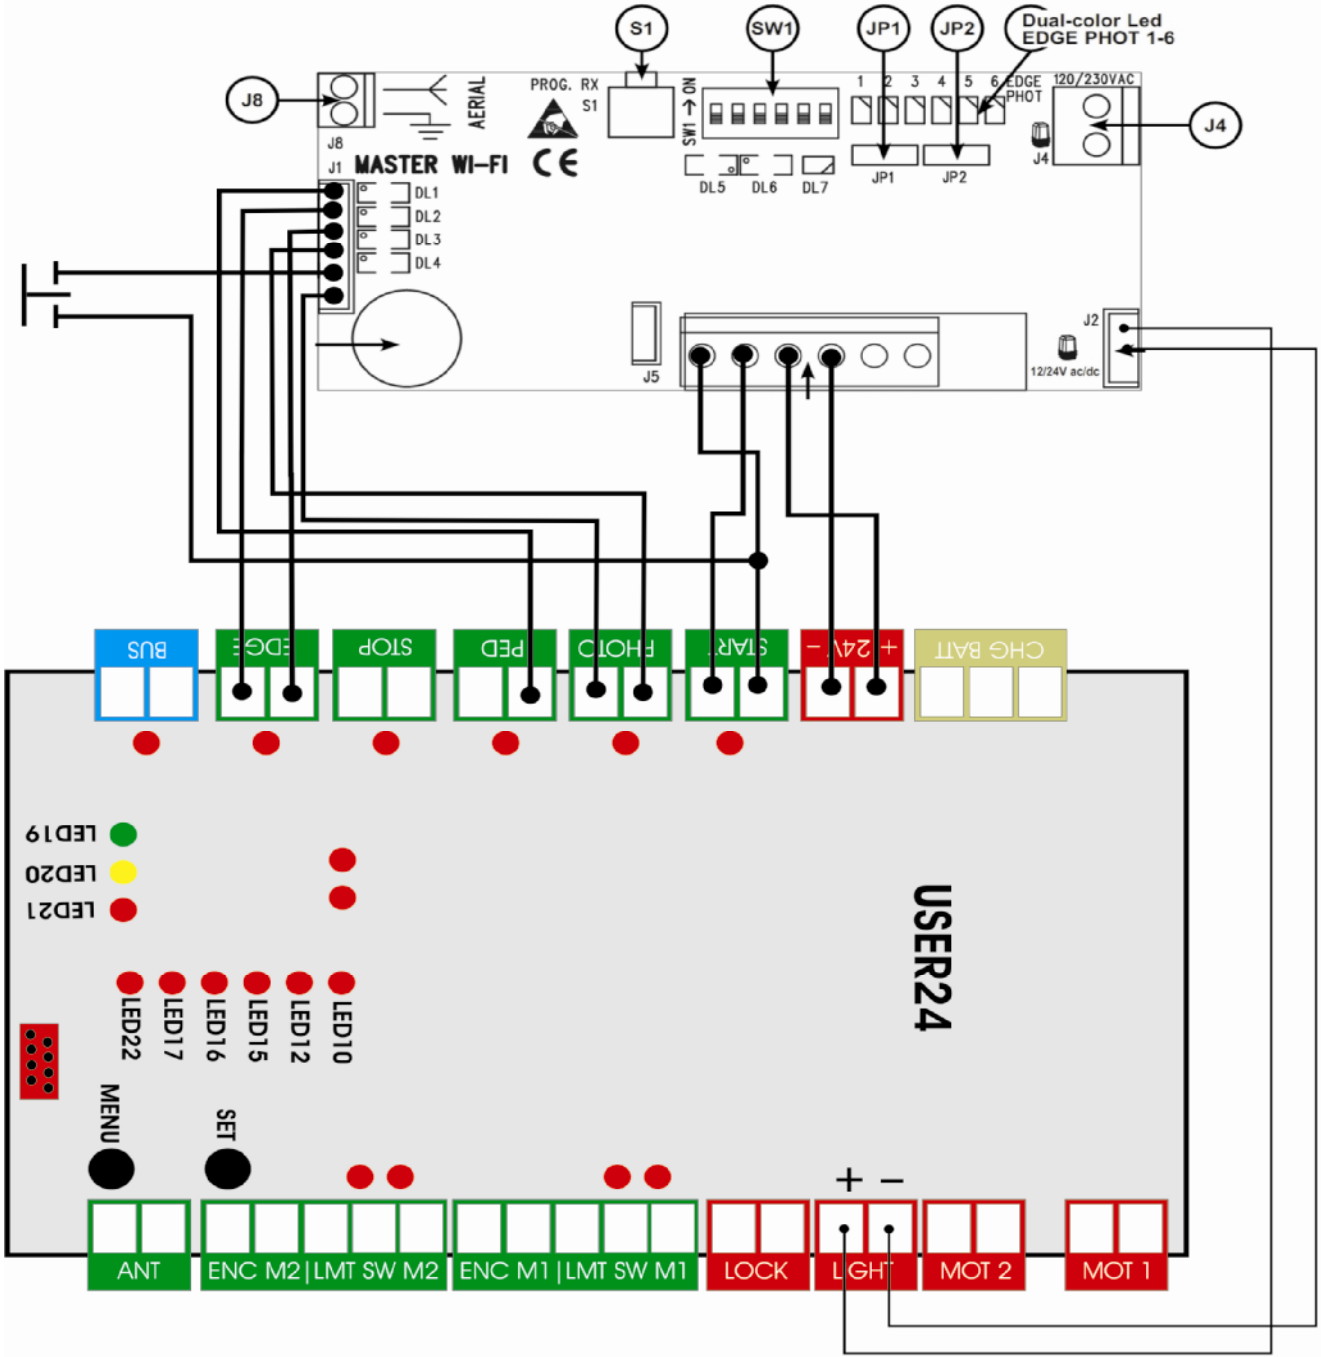 S1
SW1
JP1
JP2
Dual-color Led
EDGE PHOT 1-6
J8
J4
AERIAL
PROG. RX
S1
SW1 → ON
1 2 3 4 5 6
EDGE
PHOT
120/230VAC
J4
J8
J1
MASTER WI-FI
CE
DL5
DL6
DL7
JP1
JP2
DL1
DL2
DL3
DL4
J5
J2
12/24V ac/dc
BUS
EDGE
STOP
PED
PHOTO
START
+ 24V -
CHG BATT
LED19
LED20
LED21
LED22
LED17
LED16
LED15
LED12
LED10
USER24
MENU
SET
+ −
ANT
ENC M2|LMT SW M2
ENC M1|LMT SW M1
LOCK
LIGHT
MOT 2
MOT 1